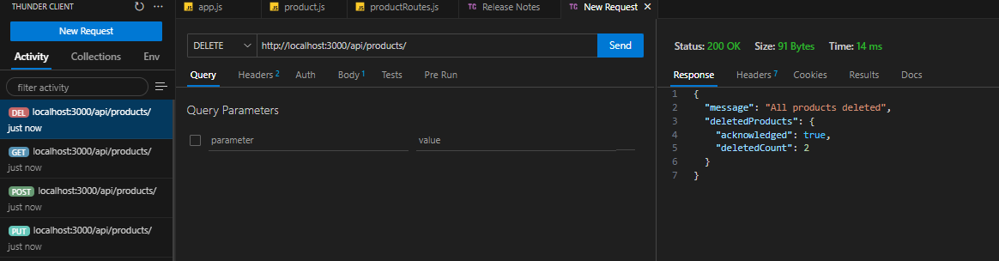 THUNDER CLIENT
New Request
Activity Collections Env
filter activity
DEL localhost:3000/api/products/
just now
GET localhost:3000/api/products/
just now
POST localhost:3000/api/products/
just now
PUT localhost:3000/api/products/
just now
JS app.js JS product.js JS productRoutes.js TC Release Notes TC New Request
DELETE http://localhost:3000/api/products/ Send
Query Headers 2 Auth Body 1 Tests Pre Run
Query Parameters
parameter value
Status: 200 OK Size: 91 Bytes Time: 14 ms
Response Headers 7 Cookies Results Docs
1 {
2 "message": "All products deleted",
3 "deletedProducts": {
4 "acknowledged": true,
5 "deletedCount": 2
6 }
7 }